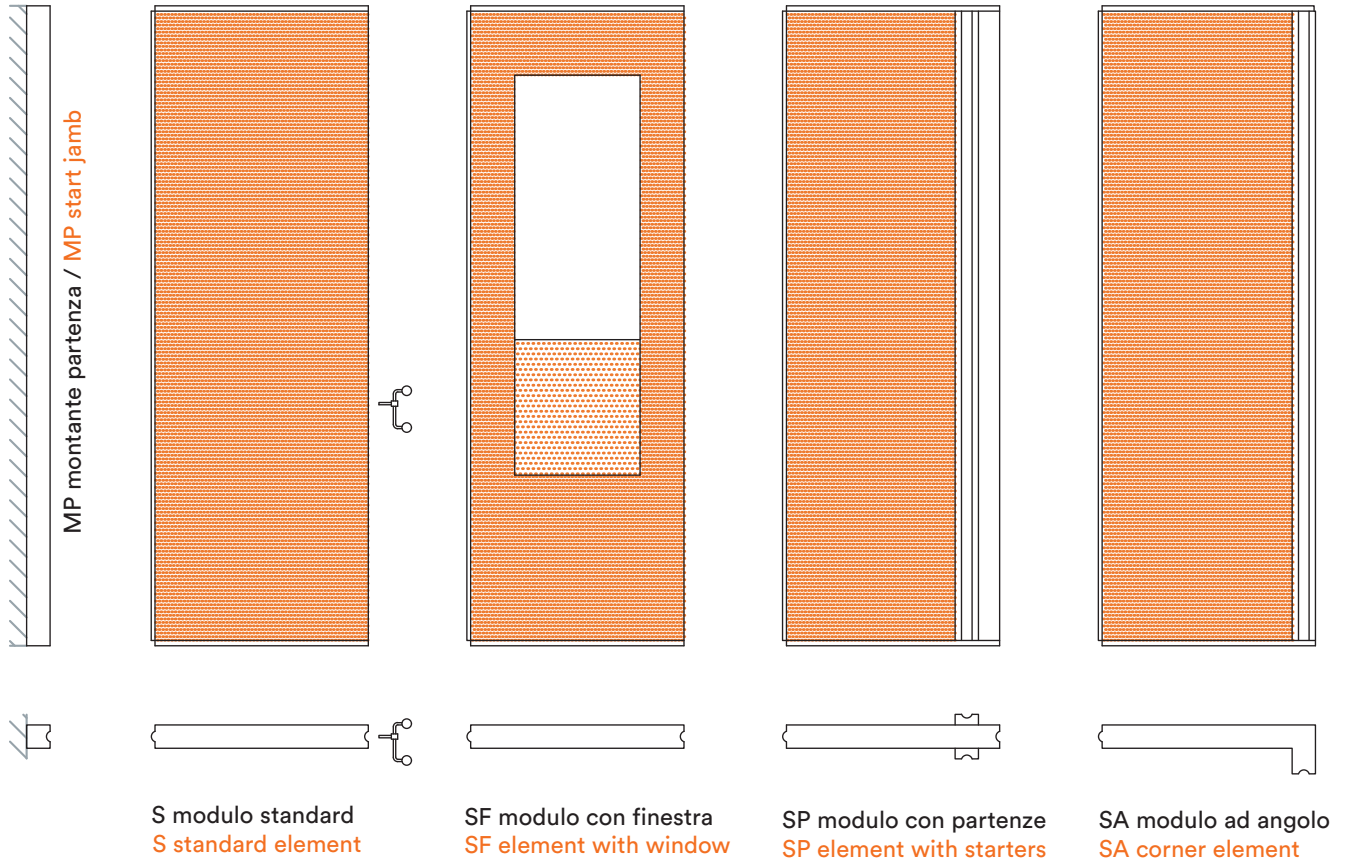 MP montante partenza / MP start jamb
S modulo standard
S standard element
SF modulo con finestra
SF element with window
SP modulo con partenze
SP element with starters
SA modulo ad angolo
SA corner element